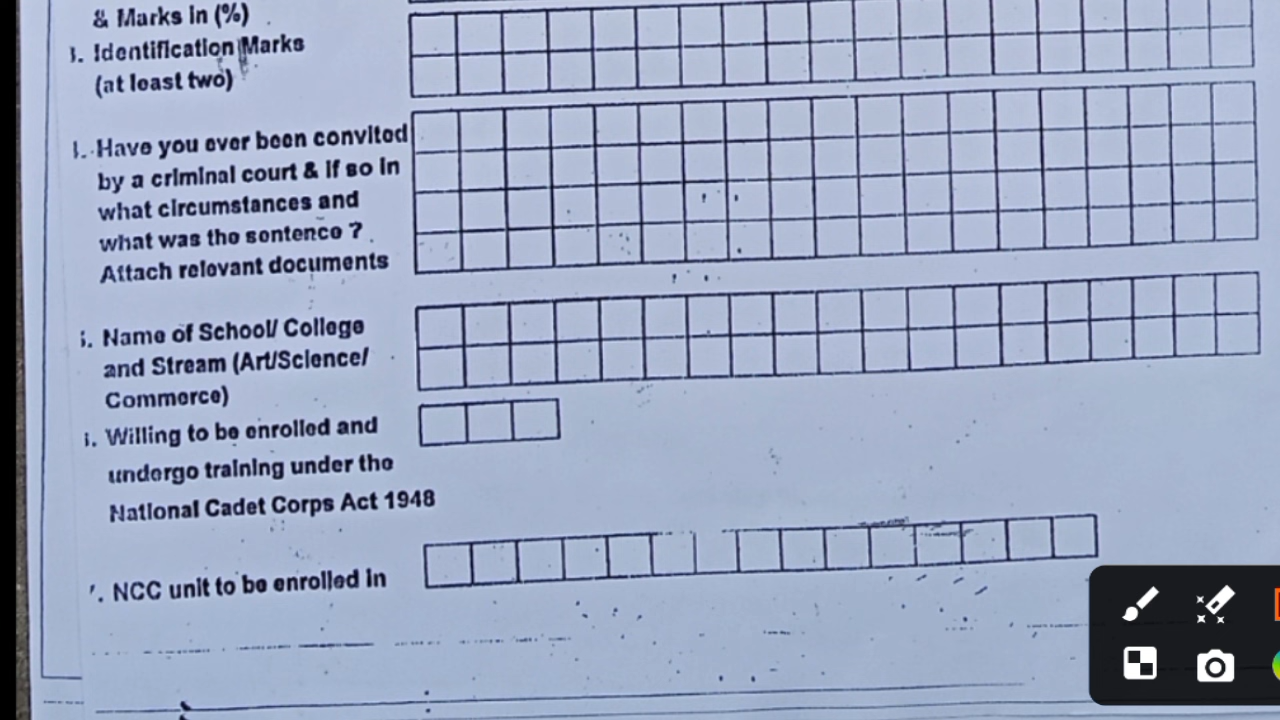 & Marks in (%)
3. Identification Marks
(at least two)
Have you ever been convited
by a criminal court & if so in
what circumstances and
what was the sentence ?
Attach relevant documents
Name of School/ College
and Stream (Art/Science/
Commerce)
Willing to be enrolled and
undergo training under the
National Cadet Corps Act 1948
NCC unit to be enrolled in